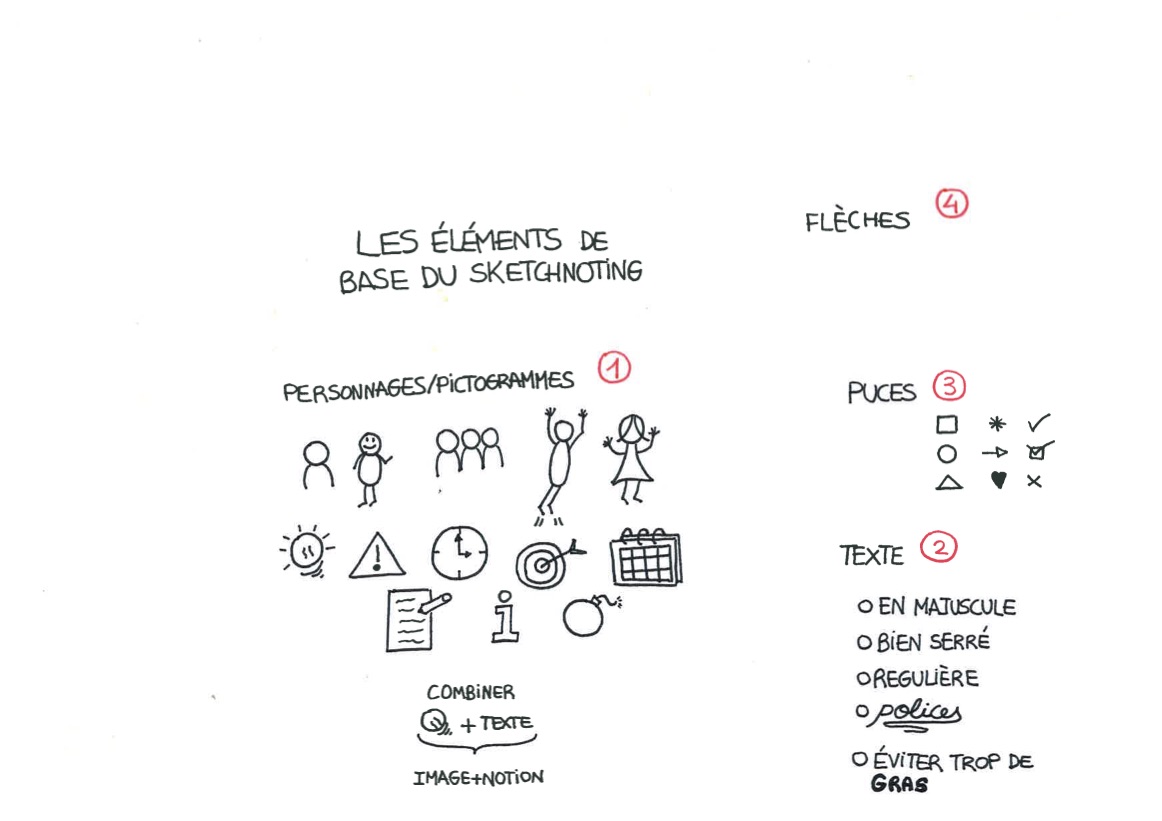 LES ÉLÉMENTS DE
BASE DU SKETCHNOTING
PERSONNAGES/PICTOGRAMMES 1
COMBINER
+ TEXTE
IMAGE+NOTION
FLÈCHES 4
PUCES 3
TEXTE 2
EN MAJUSCULE
BIEN SERRÉ
REGULIÈRE
polices
ÉVITER TROP DE
GRAS